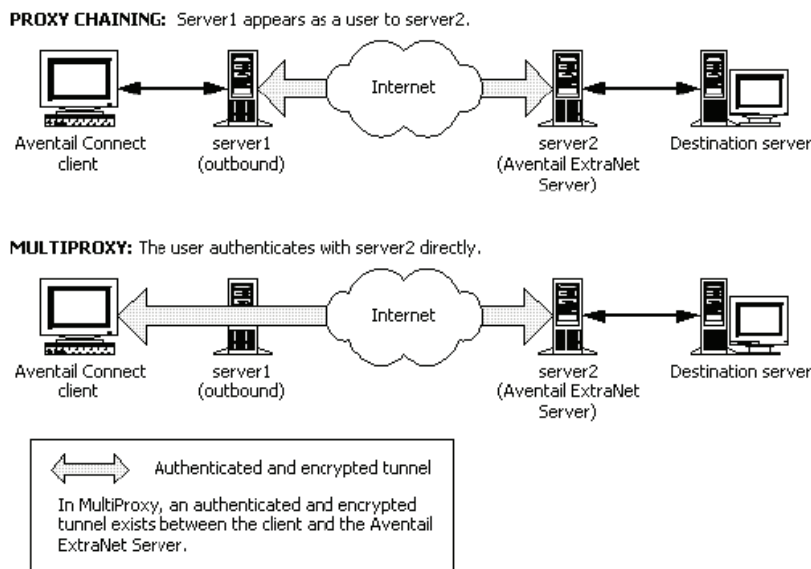 PROXY CHAINING: Server1 appears as a user to server2.
Internet
Aventail Connect
client
server1
(outbound)
server2
(Aventail ExtraNet
Server)
Destination server
MULTIPROXY: The user authenticates with server2 directly.
Internet
Aventail Connect
client
server1
(outbound)
server2
(Aventail ExtraNet
Server)
Destination server
Authenticated and encrypted tunnel
In MultiProxy, an authenticated and encrypted
tunnel exists between the client and the Aventail
ExtraNet Server.